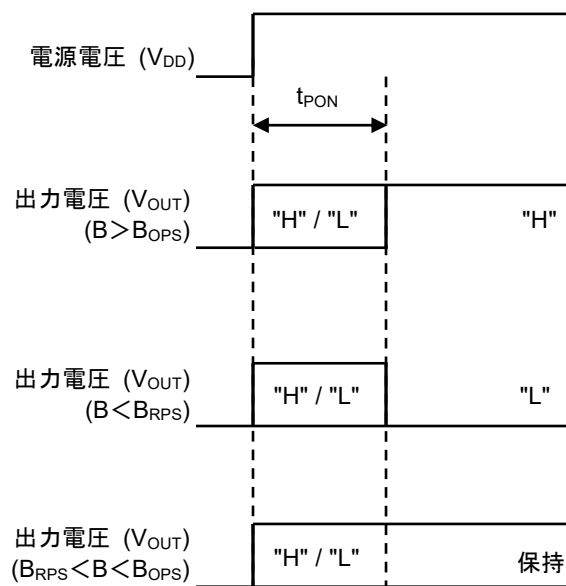 電源電圧 (VDD)
tPON
出力電圧 (VOUT)
(B＞BOPS)
"H" / "L"
"H"
出力電圧 (VOUT)
(B＜BRPS)
"H" / "L"
"L"
出力電圧 (VOUT)
(BRPS＜B＜BOPS)
"H" / "L"
保持